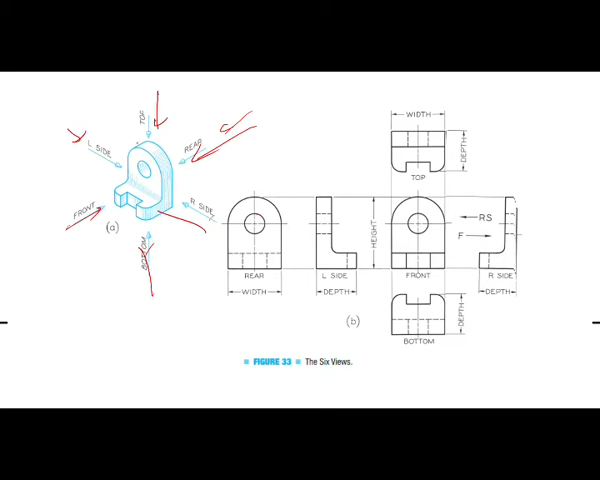 TOP
L SIDE
REAR
FRONT
R SIDE
BOTTOM
(a)
WIDTH
DEPTH
TOP
HEIGHT
RS
F
REAR
L SIDE
FRONT
R SIDE
WIDTH
DEPTH
DEPTH
DEPTH
(b)
BOTTOM
FIGURE 33 The Six Views.